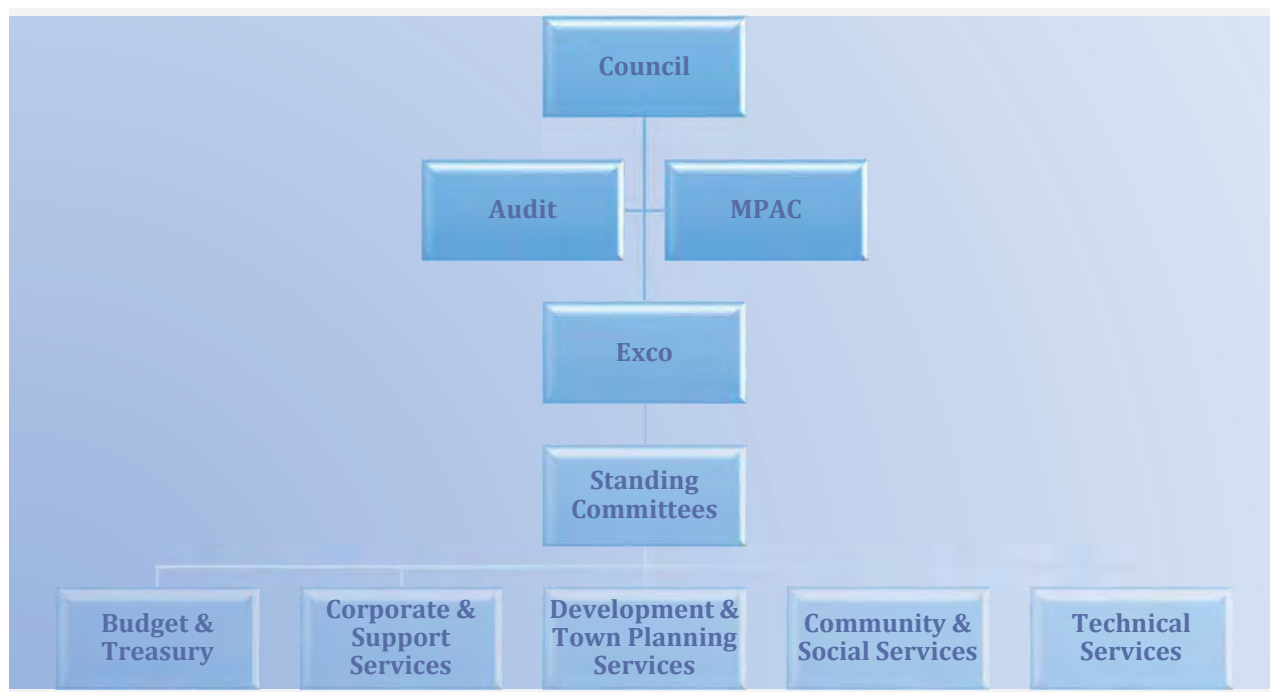 Council
Audit
MPAC
Exco
Standing
Committees
Budget &
Treasury
Corporate &
Support
Services
Development &
Town Planning
Services
Community &
Social Services
Technical
Services